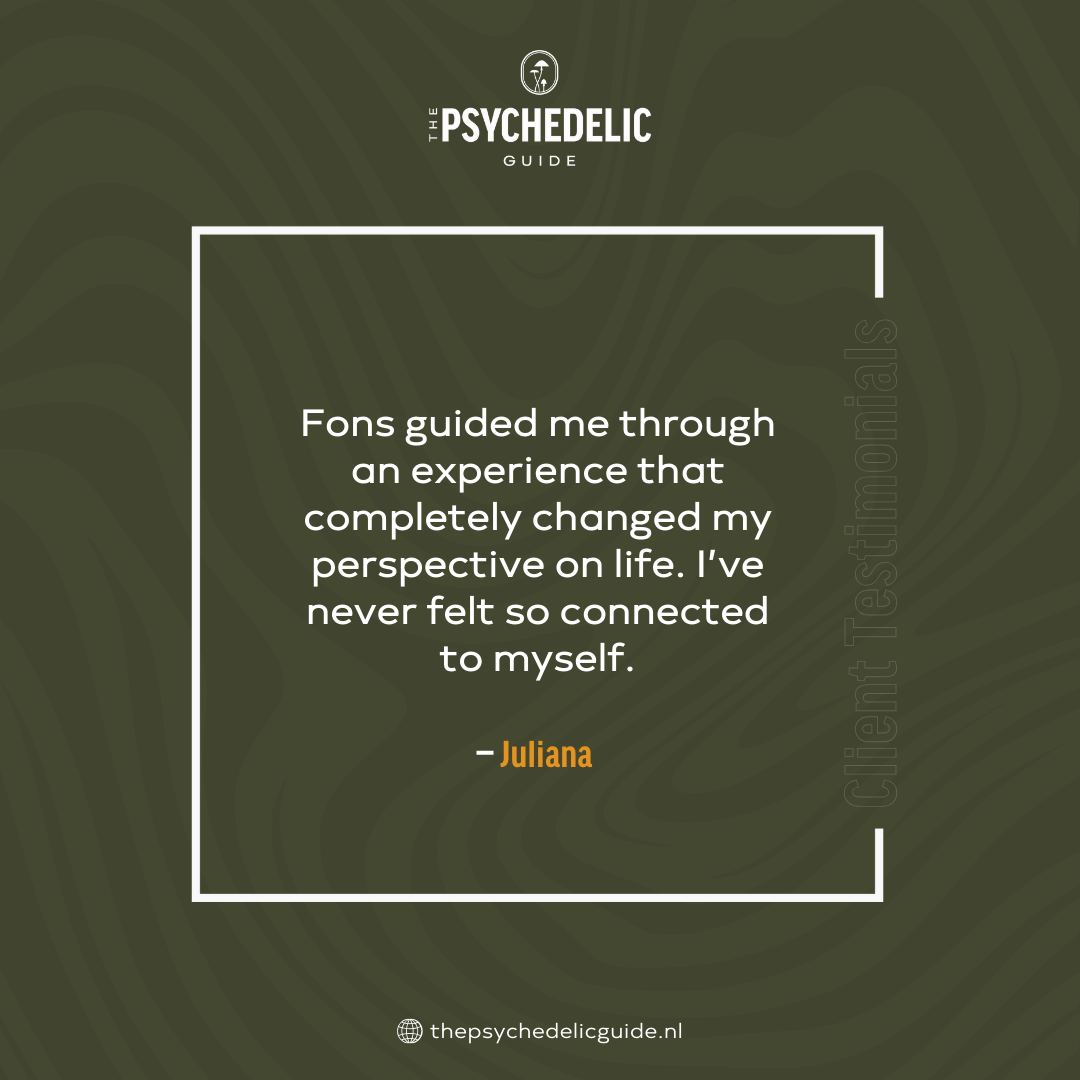 THE PSYCHEDELIC
GUIDE
Fons guided me through
an experience that
completely changed my
perspective on life. I’ve
never felt so connected
to myself.
– Juliana
Client Testimonials
thepsychedelicguide.nl